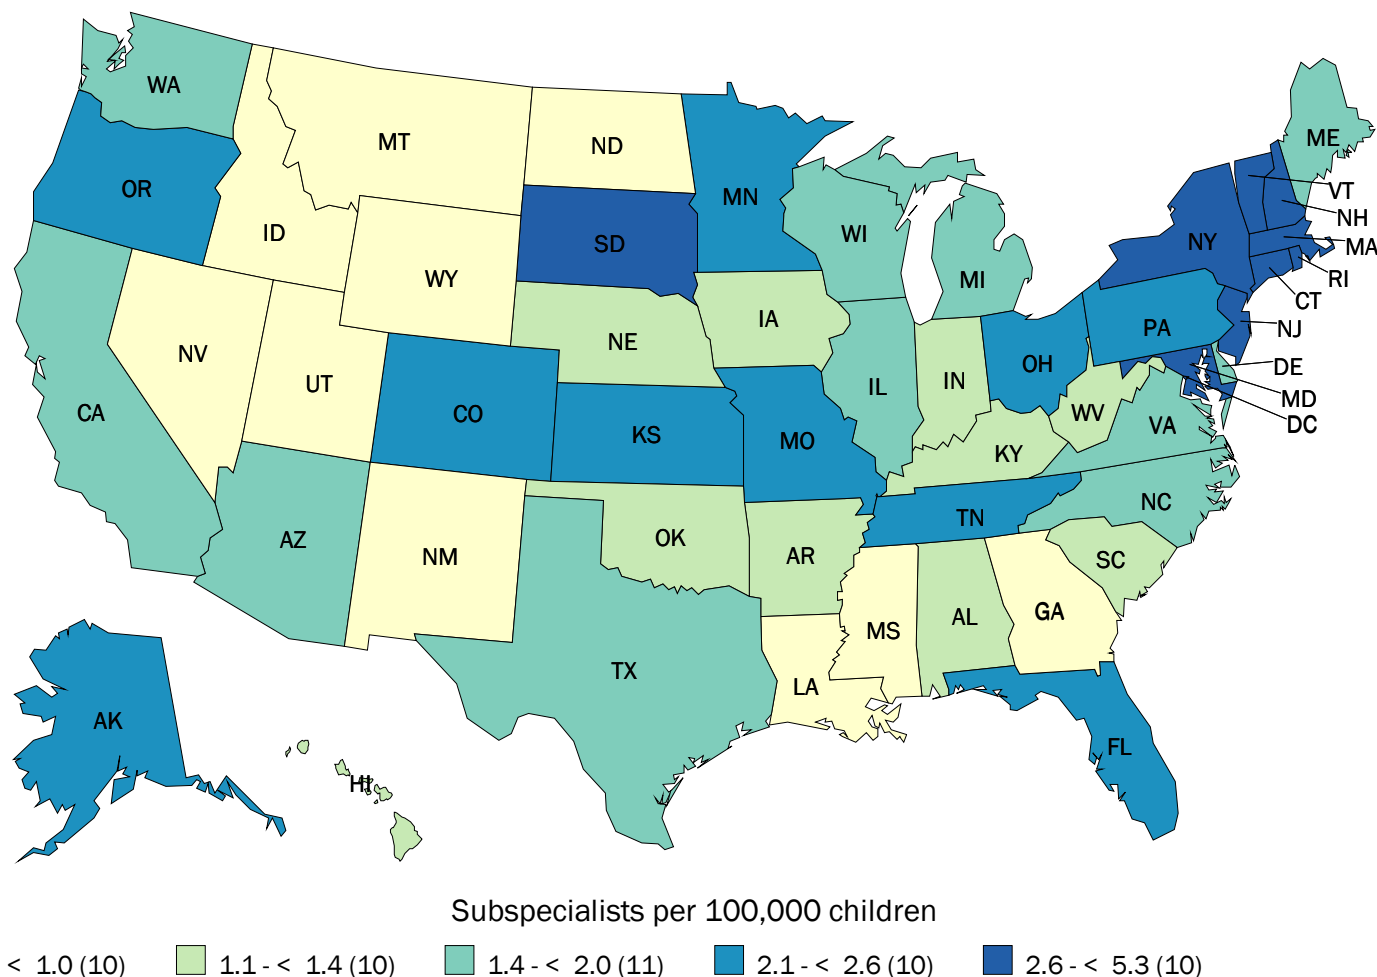 WA
MT
ND
ME
OR
MN
VT
NH
ID
SD
WI
NY
MA
WY
MI
RI
CT
IA
PA
NJ
NE
NV
OH
DE
UT
IL
IN
MD
CA
CO
KS
MO
WV
VA
DC
KY
AZ
NM
OK
AR
TN
NC
SC
MS
AL
GA
TX
LA
AK
HI
FL
Subspecialists per 100,000 children
< 1.0 (10) 1.1 - < 1.4 (10) 1.4 - < 2.0 (11) 2.1 - < 2.6 (10) 2.6 - < 5.3 (10)